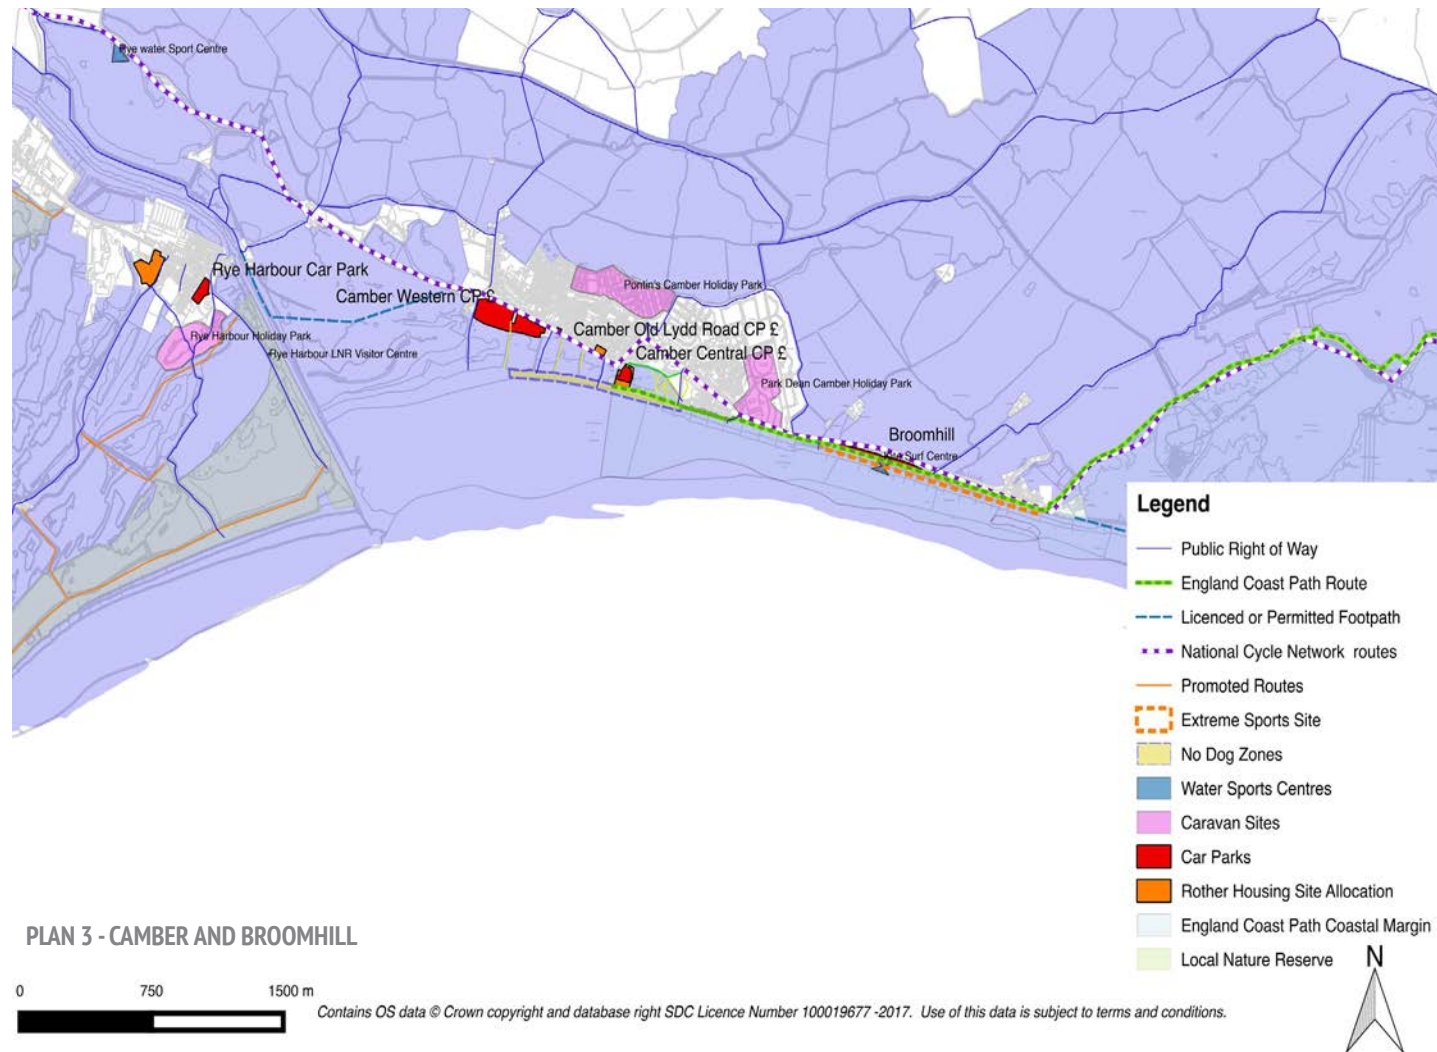 Rye water Sport Centre
Rye Harbour Car Park
Pontin's Camber Holiday Park
Camber Western CP £
Camber Old Lydd Road CP £
Rye Harbour Holiday Park
Camber Central CP £
Rye Harbour LNR Visitor Centre
Park Dean Camber Holiday Park
Broomhill
Kite Surf Centre
Legend
Public Right of Way
England Coast Path Route
Licenced or Permitted Footpath
National Cycle Network routes
Promoted Routes
Extreme Sports Site
No Dog Zones
Water Sports Centres
Caravan Sites
Car Parks
Rother Housing Site Allocation
England Coast Path Coastal Margin
Local Nature Reserve
N
PLAN 3 - CAMBER AND BROOMHILL
0 750 1500 m
Contains OS data © Crown copyright and database right SDC Licence Number 100019677 -2017. Use of this data is subject to terms and conditions.